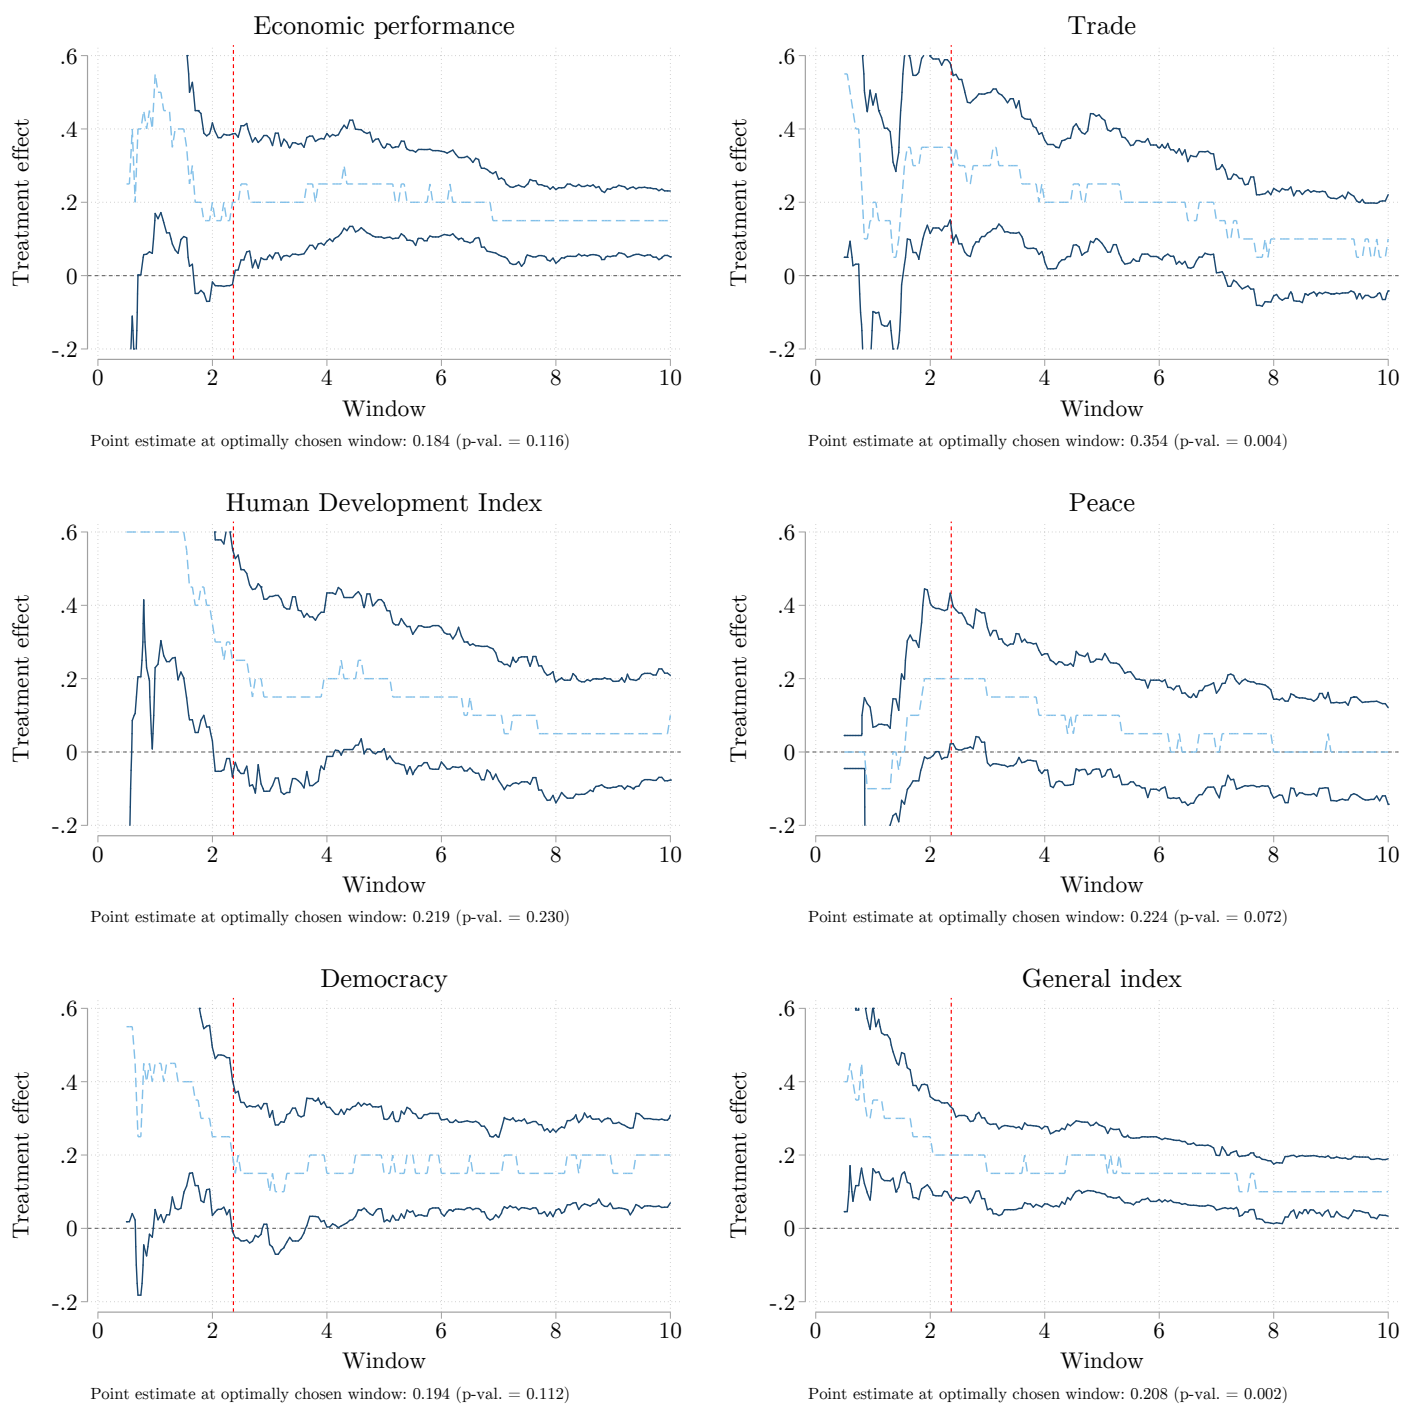 Economic performance
Treatment effect
.6
.4
.2
0
-.2
0 2 4 6 8 10
Window
Point estimate at optimally chosen window: 0.184 (p-val. = 0.116)
Trade
Treatment effect
.6
.4
.2
0
-.2
0 2 4 6 8 10
Window
Point estimate at optimally chosen window: 0.354 (p-val. = 0.004)
Human Development Index
Treatment effect
.6
.4
.2
0
-.2
0 2 4 6 8 10
Window
Point estimate at optimally chosen window: 0.219 (p-val. = 0.230)
Peace
Treatment effect
.6
.4
.2
0
-.2
0 2 4 6 8 10
Window
Point estimate at optimally chosen window: 0.224 (p-val. = 0.072)
Democracy
Treatment effect
.6
.4
.2
0
-.2
0 2 4 6 8 10
Window
Point estimate at optimally chosen window: 0.194 (p-val. = 0.112)
General index
Treatment effect
.6
.4
.2
0
-.2
0 2 4 6 8 10
Window
Point estimate at optimally chosen window: 0.208 (p-val. = 0.002)